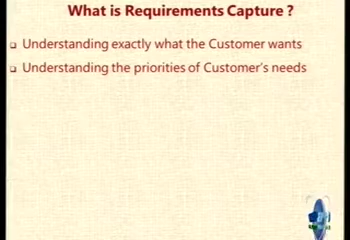 What is Requirements Capture ?
Understanding exactly what the Customer wants
Understanding the priorities of Customer's needs